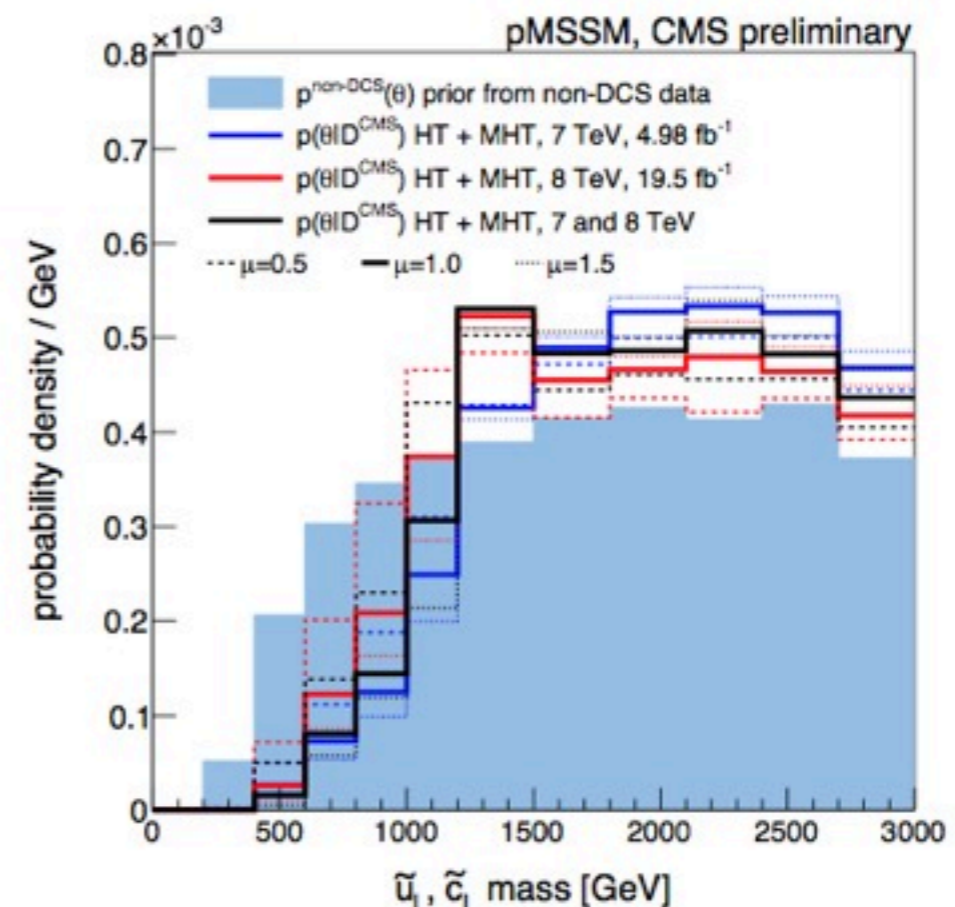 pMSSM, CMS preliminary
×10⁻³
p^non-DCS(θ) prior from non-DCS data
p(θ|D^CMS) HT + MHT, 7 TeV, 4.98 fb⁻¹
p(θ|D^CMS) HT + MHT, 8 TeV, 19.5 fb⁻¹
p(θ|D^CMS) HT + MHT, 7 and 8 TeV
μ=0.5 μ=1.0 μ=1.5
probability density / GeV
0.8
0.7
0.6
0.5
0.4
0.3
0.2
0.1
0
0 500 1000 1500 2000 2500 3000
ũ_L, c̃_L mass [GeV]